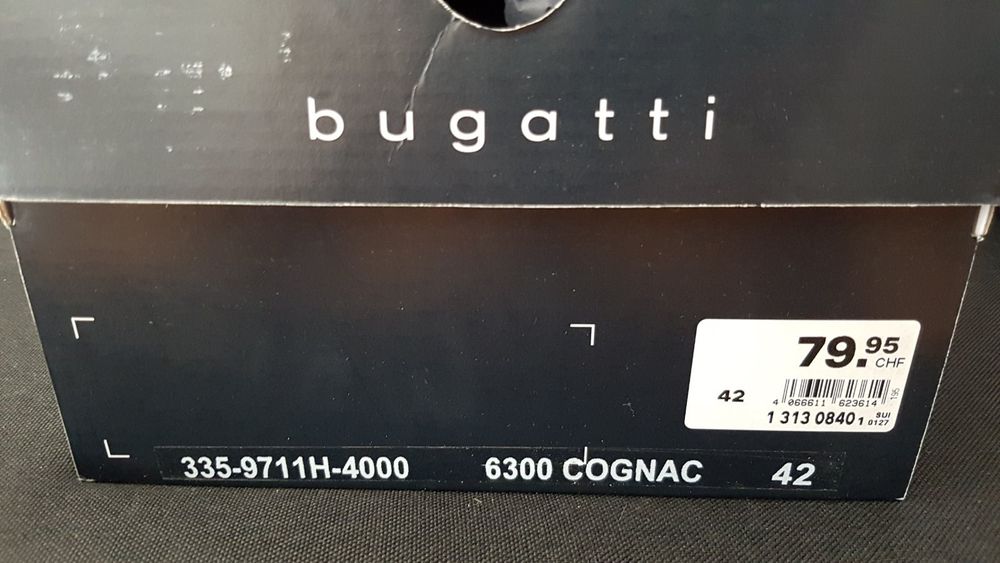 bugatti
79.95
CHF
42
4 066611 623614
195
1 313 0840 1 SUI 0127
335-9711H-4000 6300 COGNAC 42